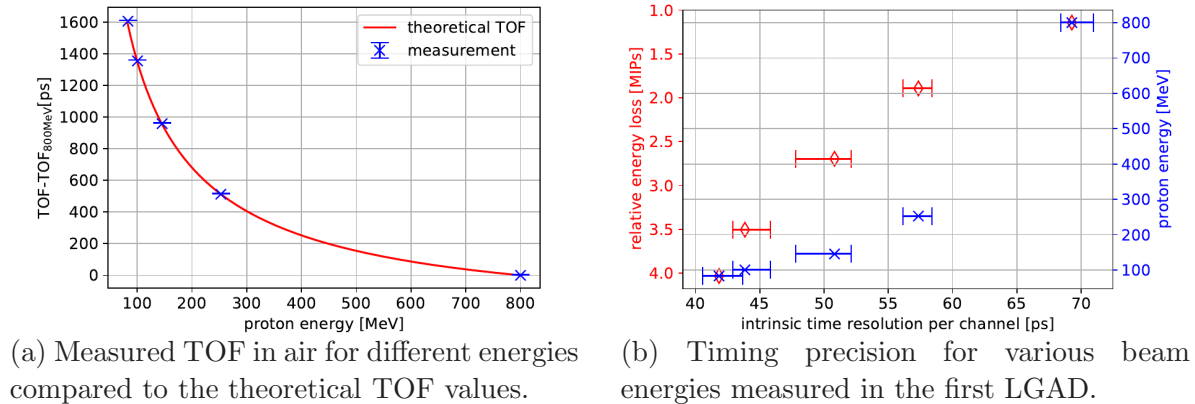 1600
1400
1200
1000
800
600
400
200
0
TOF-TOF800MeV[ps]
theoretical TOF
measurement
100 200 300 400 500 600 700 800
proton energy [MeV]
1.0
1.5
2.0
2.5
3.0
3.5
4.0
relative energy loss [MIPs]
800
700
600
500
400
300
200
100
proton energy [MeV]
40 45 50 55 60 65 70
intrinsic time resolution per channel [ps]
(a) Measured TOF in air for different energies
compared to the theoretical TOF values.
(b) Timing precision for various beam
energies measured in the first LGAD.